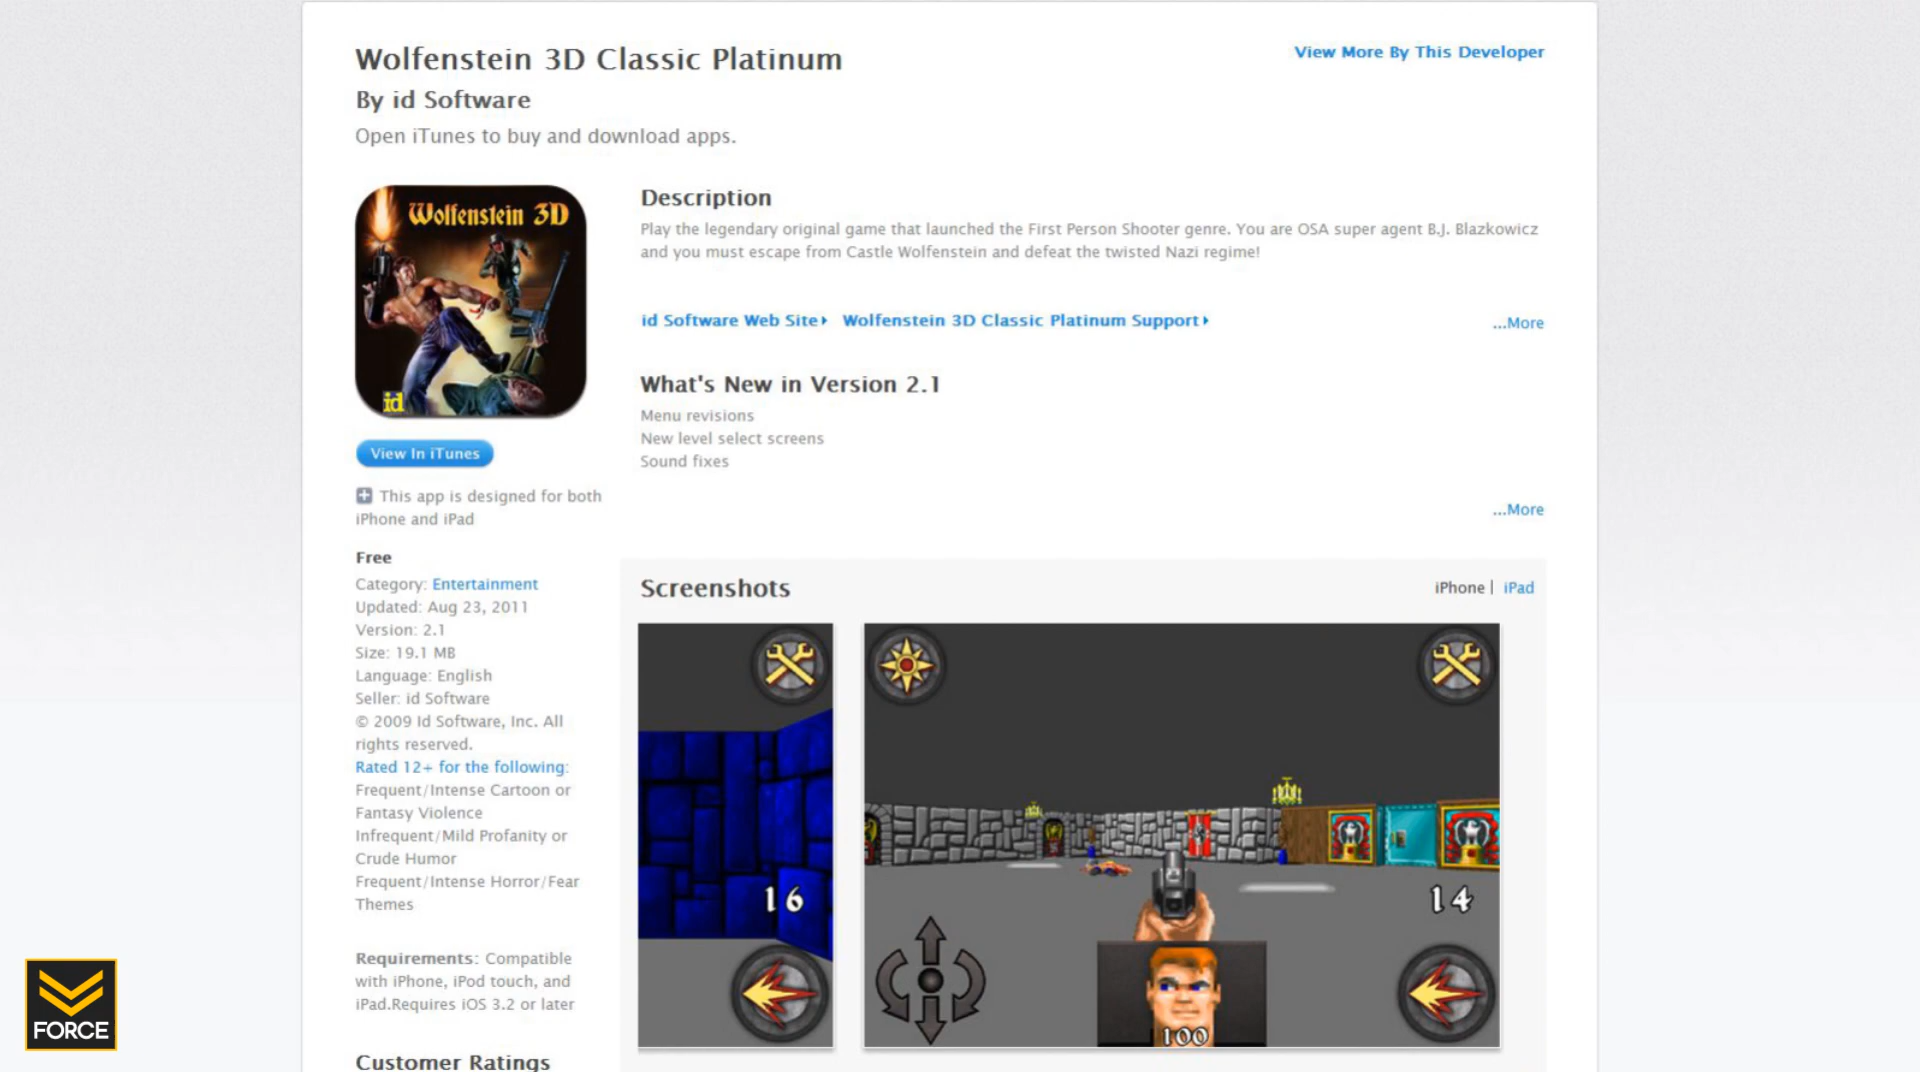 Wolfenstein 3D Classic Platinum
View More By This Developer
By id Software
Open iTunes to buy and download apps.
Wolfenstein 3D
id
View In iTunes
This app is designed for both
iPhone and iPad
Free
Category: Entertainment
Updated: Aug 23, 2011
Version: 2.1
Size: 19.1 MB
Language: English
Seller: id Software
© 2009 Id Software, Inc. All
rights reserved.
Rated 12+ for the following:
Frequent/Intense Cartoon or
Fantasy Violence
Infrequent/Mild Profanity or
Crude Humor
Frequent/Intense Horror/Fear
Themes
Requirements: Compatible
with iPhone, iPod touch, and
iPad.Requires iOS 3.2 or later
Customer Ratings
Description
Play the legendary original game that launched the First Person Shooter genre. You are OSA super agent B.J. Blazkowicz
and you must escape from Castle Wolfenstein and defeat the twisted Nazi regime!
id Software Web Site Wolfenstein 3D Classic Platinum Support
...More
What's New in Version 2.1
Menu revisions
New level select screens
Sound fixes
...More
Screenshots
iPhone | iPad
16
14
100
FORCE